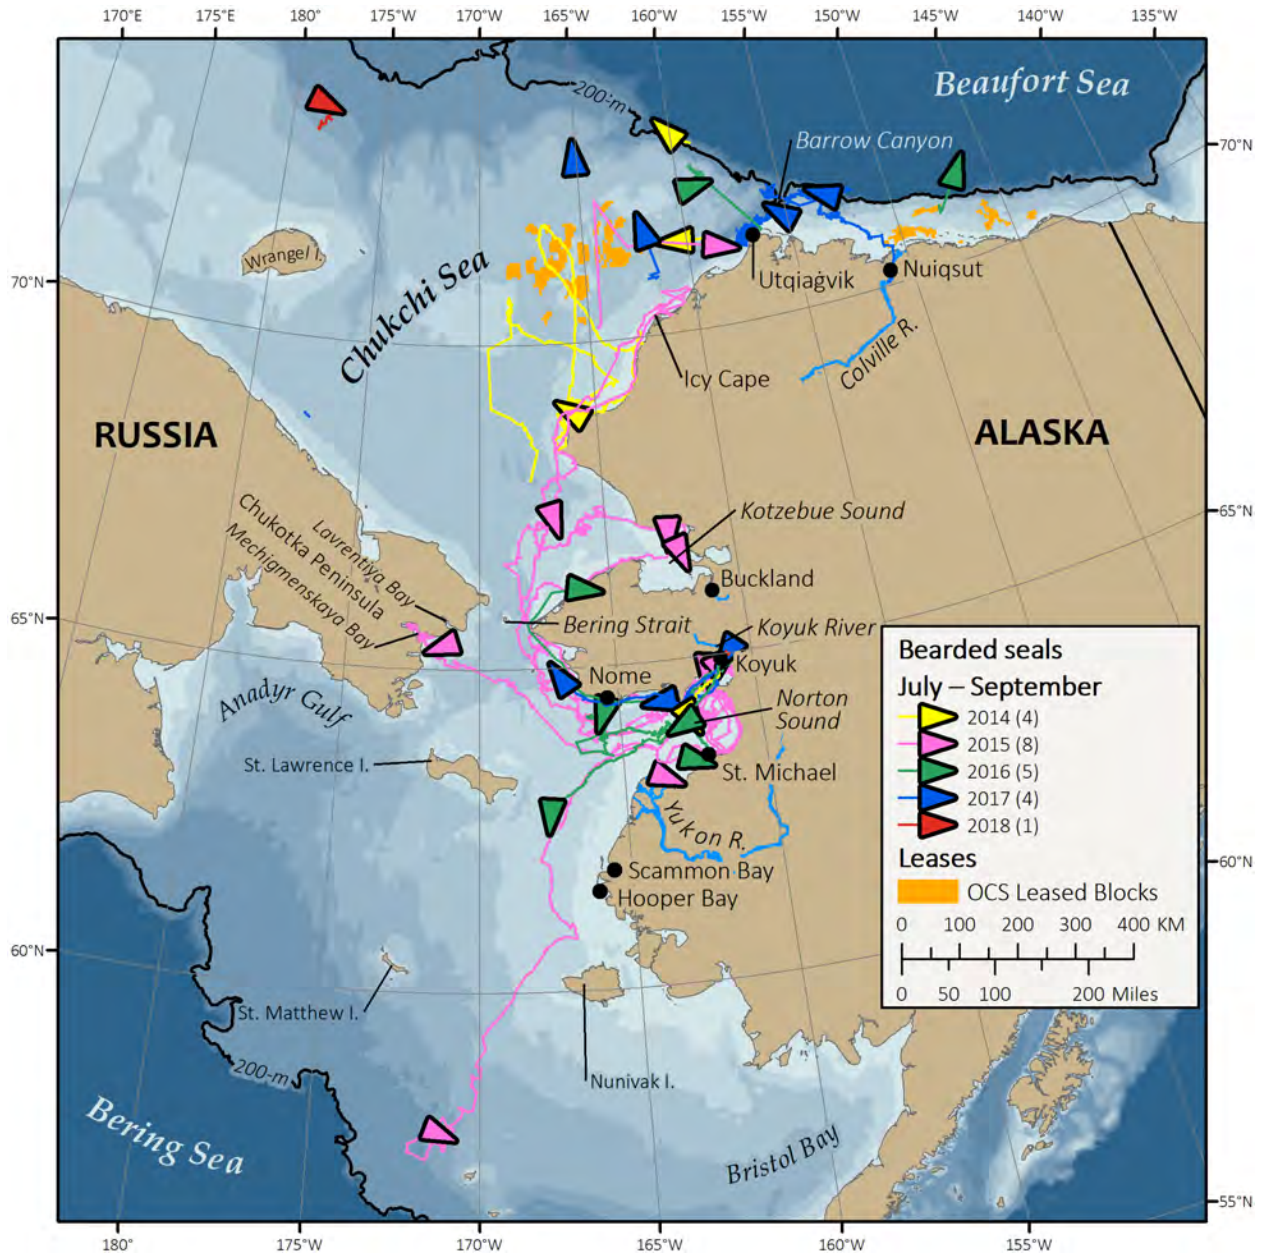 170°E
175°E
175°W
170°W
165°W
160°W
155°W
150°W
145°W
140°W
135°W
Beaufort Sea
200-m
Barrow Canyon
70°N
Wrangel I.
Chukchi Sea
Utqiaġvik
Nuiqsut
70°N
Colville R.
Icy Cape
RUSSIA
ALASKA
Kotzebue Sound
65°N
Lavrentiya Bay
Chukotka Peninsula
Mechigmenskaya Bay
Buckland
65°N
Bering Strait
Koyuk River
Koyuk
Nome
Anadyr Gulf
Norton
Sound
St. Lawrence I.
St. Michael
Yukon R.
Scammon Bay
Hooper Bay
60°N
60°N
St. Matthew I.
200-m
Nunivak I.
Bering Sea
Bristol Bay
55°N
Bearded seals
July – September
2014 (4)
2015 (8)
2016 (5)
2017 (4)
2018 (1)
Leases
OCS Leased Blocks
0 100 200 300 400 KM
0 50 100 200 Miles
180°
175°W
170°W
165°W
160°W
155°W